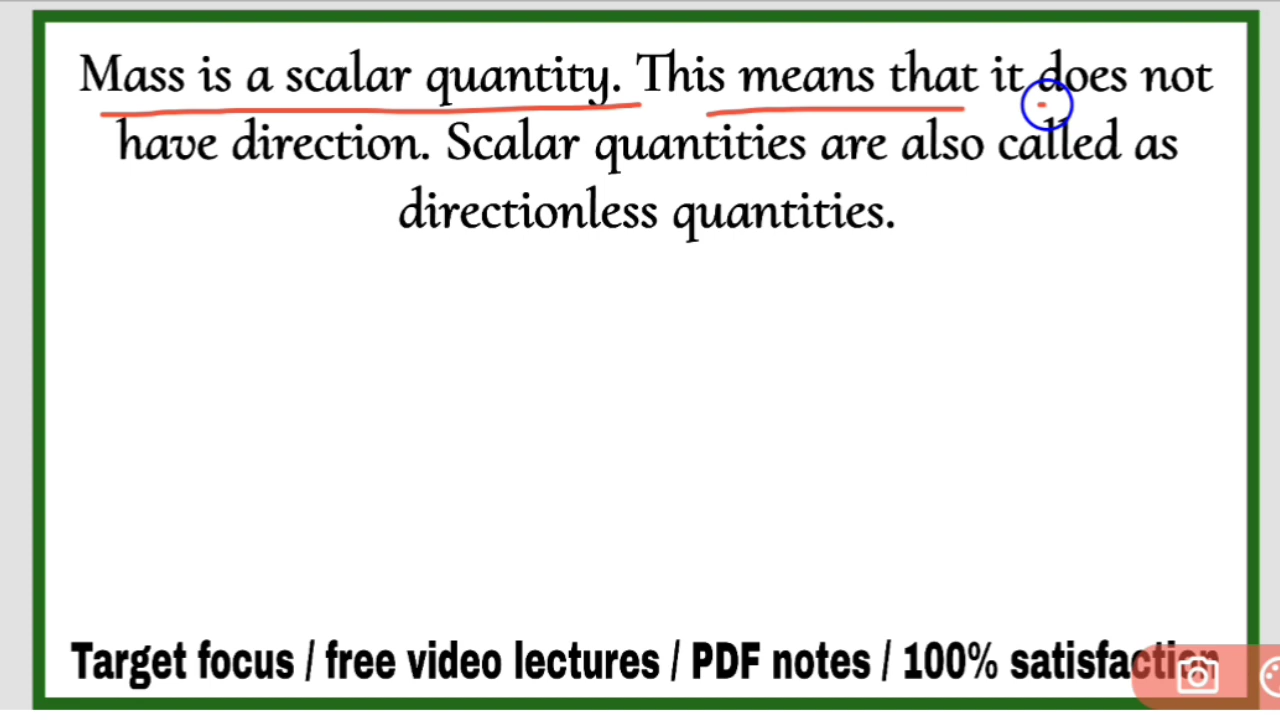 Mass is a scalar quantity. This means that it does not
have direction. Scalar quantities are also called as
directionless quantities.
Target focus / free video lectures / PDF notes / 100% satisfaction